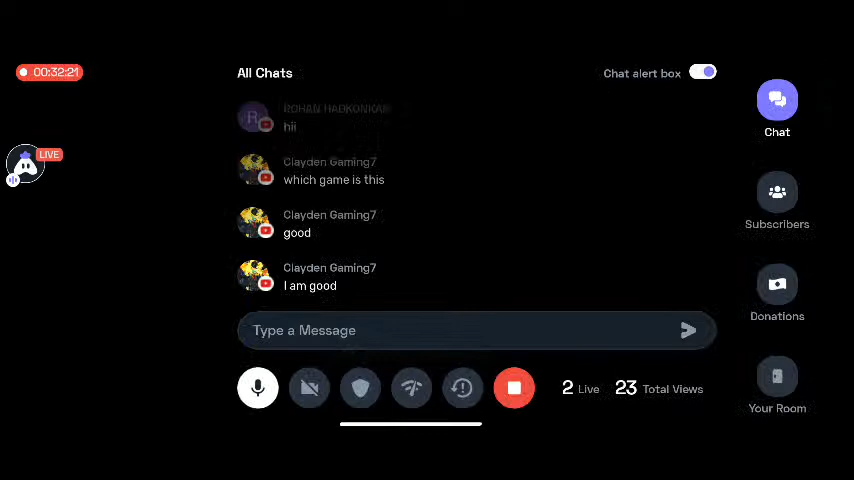 00:32:21
All Chats
Chat alert box
LIVE
R
hii
Clayden Gaming7
which game is this
Clayden Gaming7
good
Clayden Gaming7
I am good
Type a Message
2 Live 23 Total Views
Chat
Subscribers
Donations
Your Room